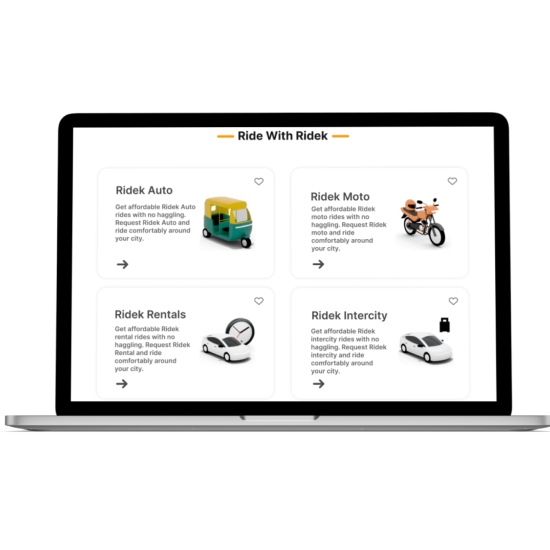 Ride With Ridek
Ridek Auto
Get affordable Ridek Auto
rides with no haggling.
Request Ridek Auto and
ride comfortably around
your city.
Ridek Moto
Get affordable Ridek
moto rides with no
haggling. Request Ridek
moto and ride
comfortably around
your city.
Ridek Rentals
Get affordable Ridek
rental rides with no
haggling. Request Ridek
Rental and ride
comfortably around
your city.
Ridek Intercity
Get affordable Ridek
intercity rides with no
haggling. Request Ridek
intercity and ride
comfortably around
your city.